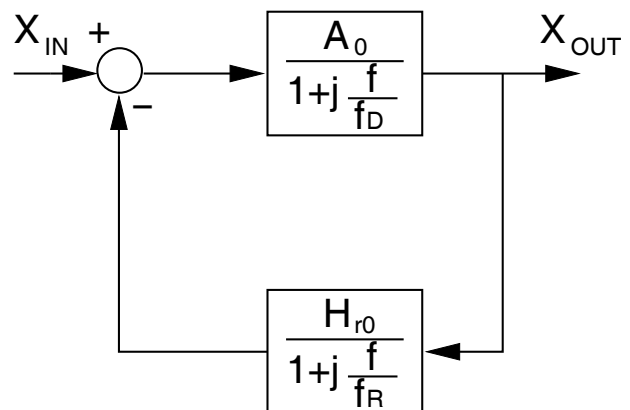 X_IN + A_0 X_OUT
1+j f
f_D
−
H_r0
1+j f
f_R